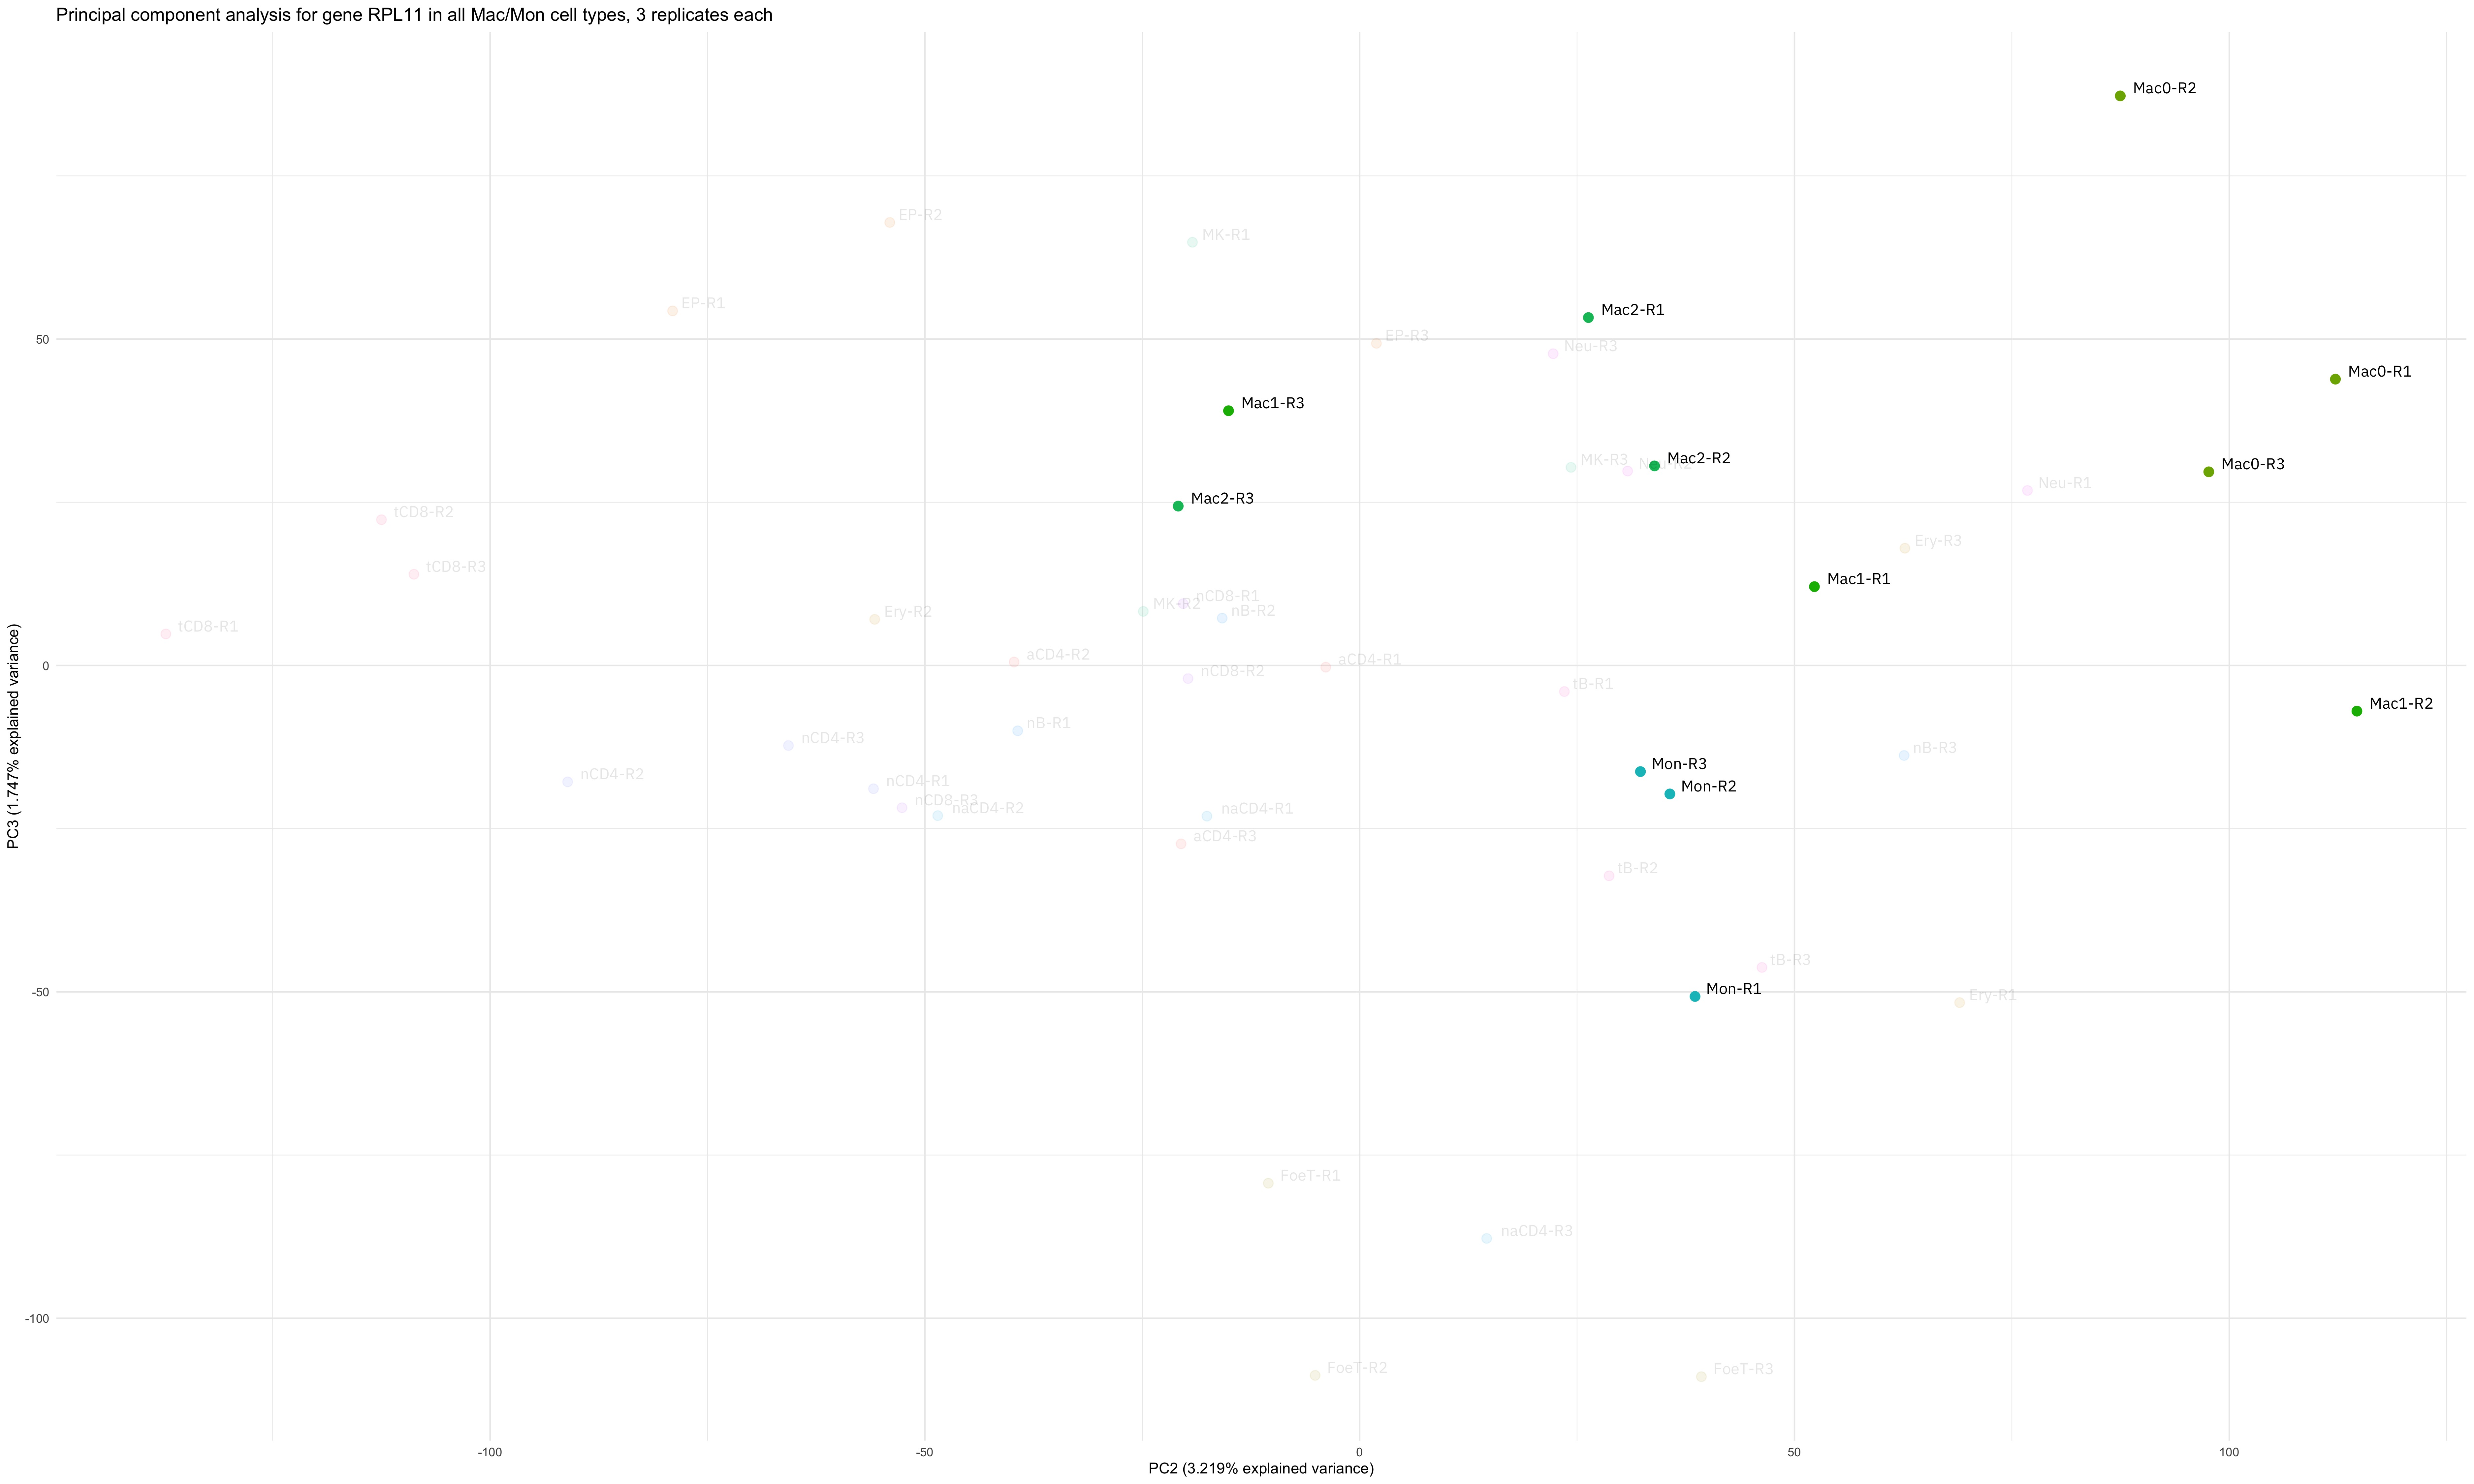 Principal component analysis for gene RPL11 in all Mac/Mon cell types, 3 replicates each
Mac0-R2
EP-R2
MK-R1
EP-R1
Mac2-R1
EP-R3
Neu-R3
50
Mac0-R1
Mac1-R3
Mac2-R2
MK-R3
Mac0-R3
Neu-R1
Mac2-R3
tCD8-R2
Ery-R3
tCD8-R3
Mac1-R1
nCD8-R1
MK-R2
nB-R2
Ery-R2
tCD8-R1
aCD4-R2
aCD4-R1
0
nCD8-R2
tB-R1
Mac1-R2
nB-R1
nCD4-R3
nB-R3
Mon-R3
nCD4-R2
nCD4-R1
Mon-R2
nCD8-R3
naCD4-R2
naCD4-R1
aCD4-R3
tB-R2
tB-R3
-50
Mon-R1
Ery-R1
FoeT-R1
naCD4-R3
-100
FoeT-R2
FoeT-R3
PC3 (1.747% explained variance)
-100
-50
0
50
100
PC2 (3.219% explained variance)